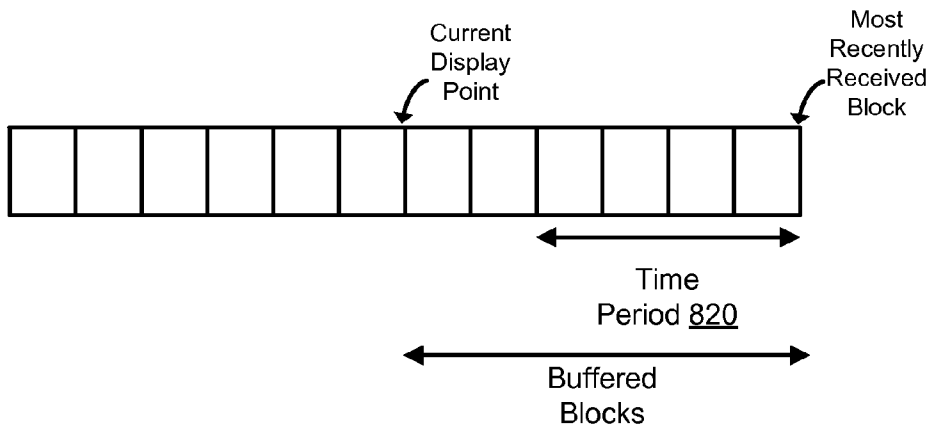 Current
Display
Point
Most
Recently
Received
Block
Time
Period 820
Buffered
Blocks